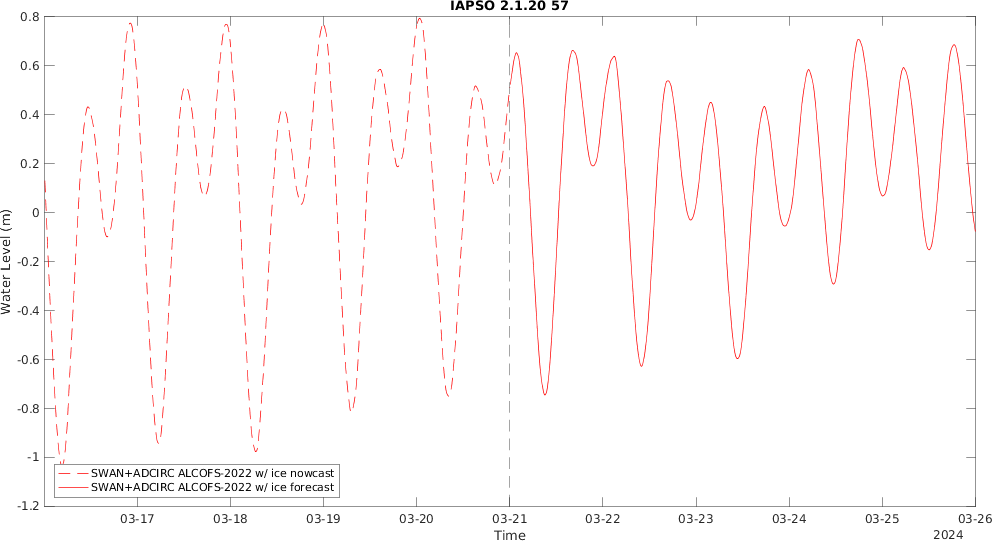 IAPSO 2.1.20 57
0.8
0.6
0.4
0.2
0
-0.2
-0.4
-0.6
-0.8
-1
-1.2
Water Level (m)
SWAN+ADCIRC ALCOFS-2022 w/ ice nowcast
SWAN+ADCIRC ALCOFS-2022 w/ ice forecast
03-17 03-18 03-19 03-20 03-21 03-22 03-23 03-24 03-25 03-26
Time
2024